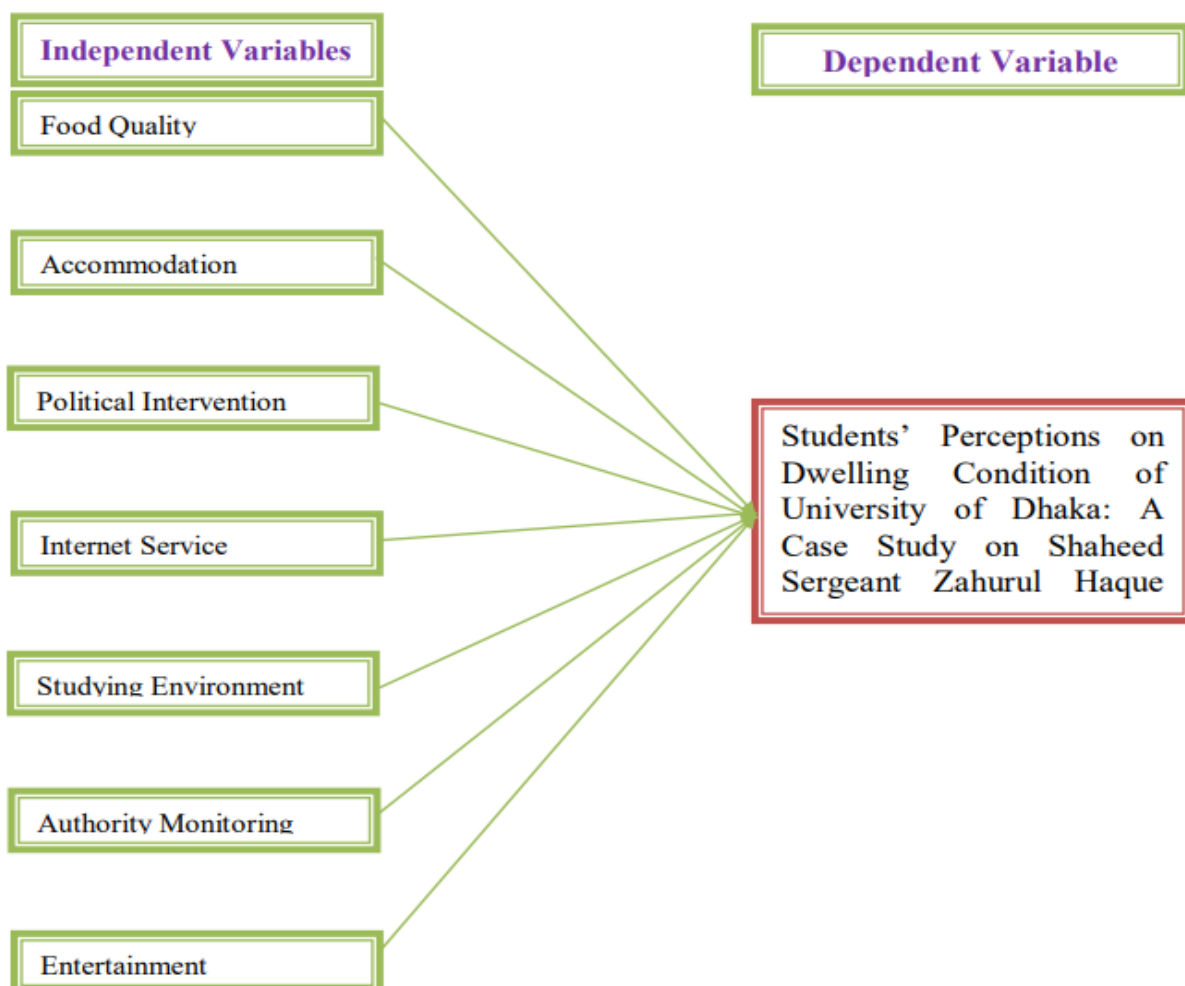 Independent Variables
Dependent Variable
Food Quality
Accommodation
Political Intervention
Internet Service
Studying Environment
Authority Monitoring
Entertainment
Students’ Perceptions on
Dwelling Condition of
University of Dhaka: A
Case Study on Shaheed
Sergeant Zahurul Haque